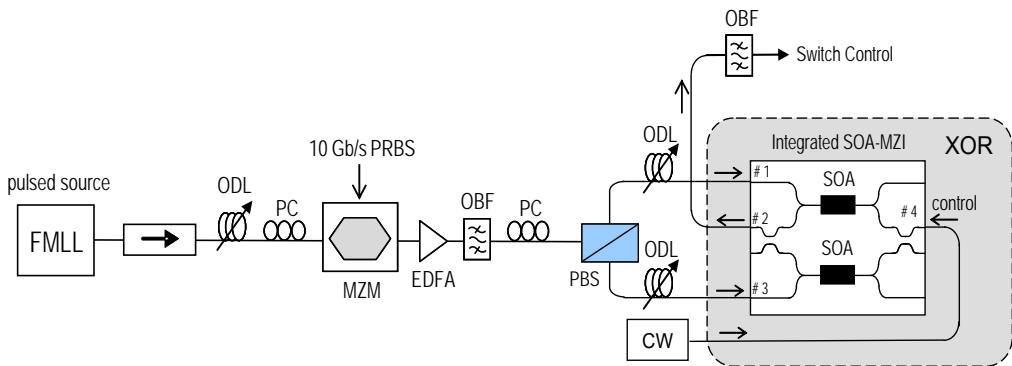 OBF
Switch Control
ODL
Integrated SOA-MZI
XOR
10 Gb/s PRBS
pulsed source
ODL
PC
OBF
PC
# 1
SOA
# 2
# 4
control
FMLL
MZM
EDFA
PBS
ODL
SOA
# 3
CW